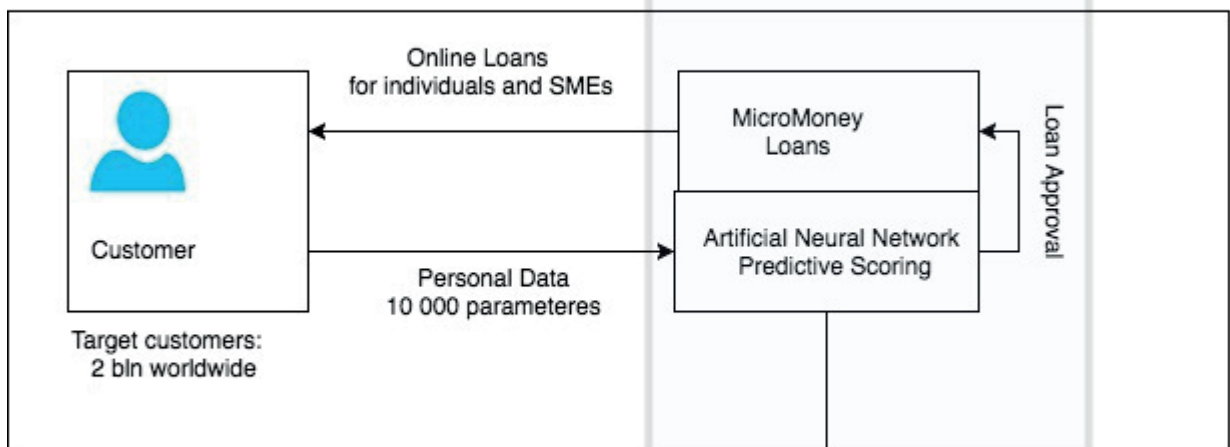 Online Loans
for individuals and SMEs
MicroMoney
Loans
Loan Approval
Customer
Artificial Neural Network
Predictive Scoring
Personal Data
10 000 parameteres
Target customers:
2 bln worldwide